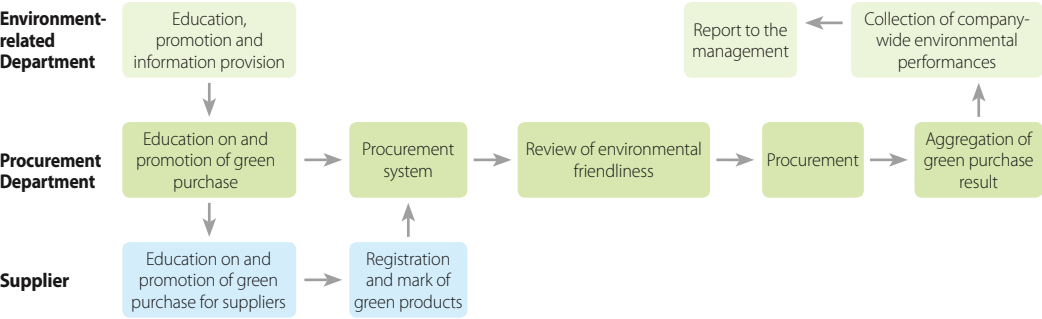 Environment-
related
Department
Education,
promotion and
information provision
Report to the
management
Collection of company-
wide environmental
performances
Procurement
Department
Education on and
promotion of green
purchase
Procurement
system
Review of environmental
friendliness
Procurement
Aggregation of
green purchase
result
Supplier
Education on and
promotion of green
purchase for suppliers
Registration
and mark of
green products